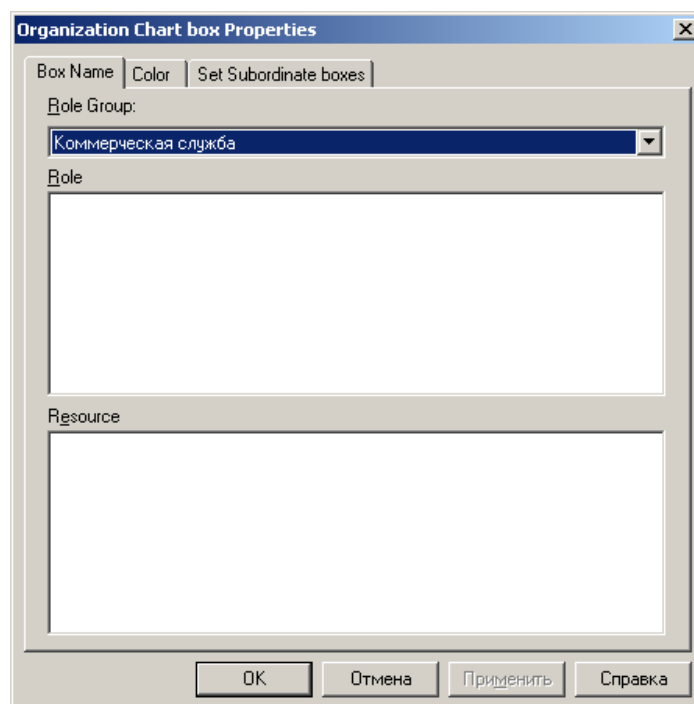 Organization Chart box Properties
Box Name Color Set Subordinate boxes
Role Group:
Коммерческая служба
Role
Resource
OK Отмена Применить Справка